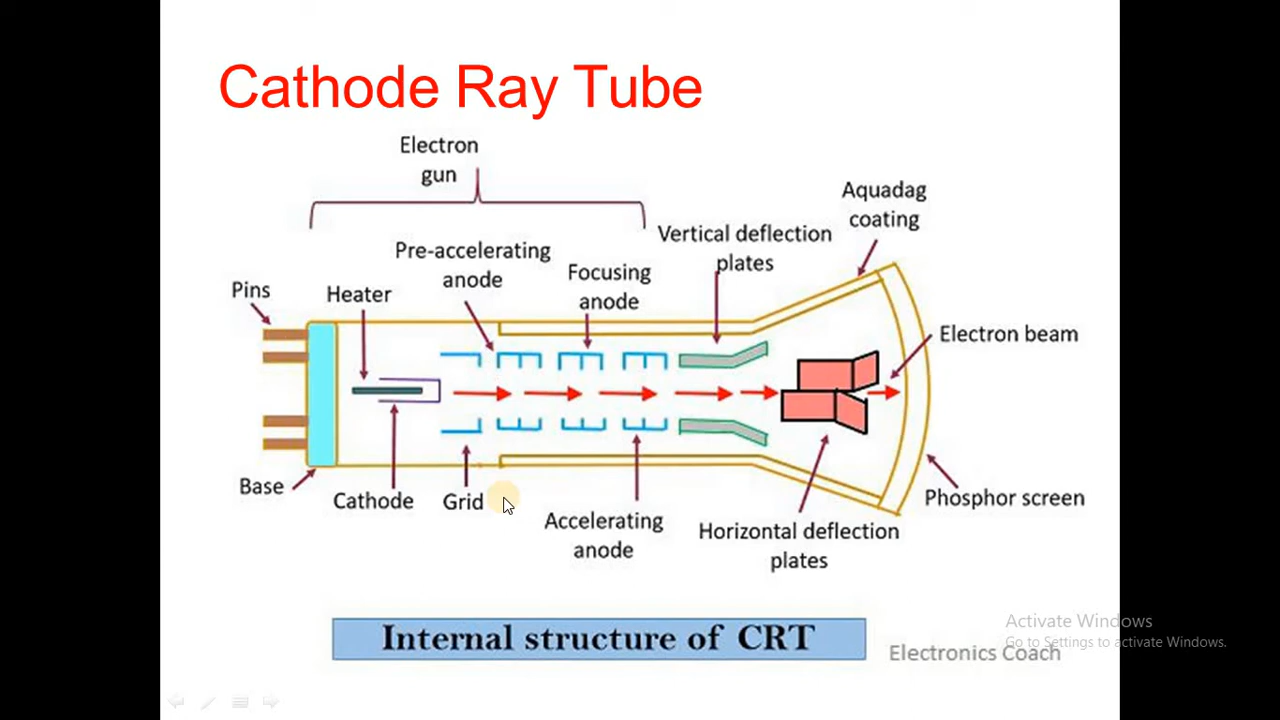 Cathode Ray Tube
Electron
gun
Aquadag
coating
Vertical deflection
plates
Pre-accelerating
anode
Focusing
anode
Pins
Heater
Electron beam
Base
Cathode
Grid
Accelerating
anode
Horizontal deflection
plates
Phosphor screen
Internal structure of CRT
Activate Windows
Go to Settings to activate Windows.
Electronics Coach